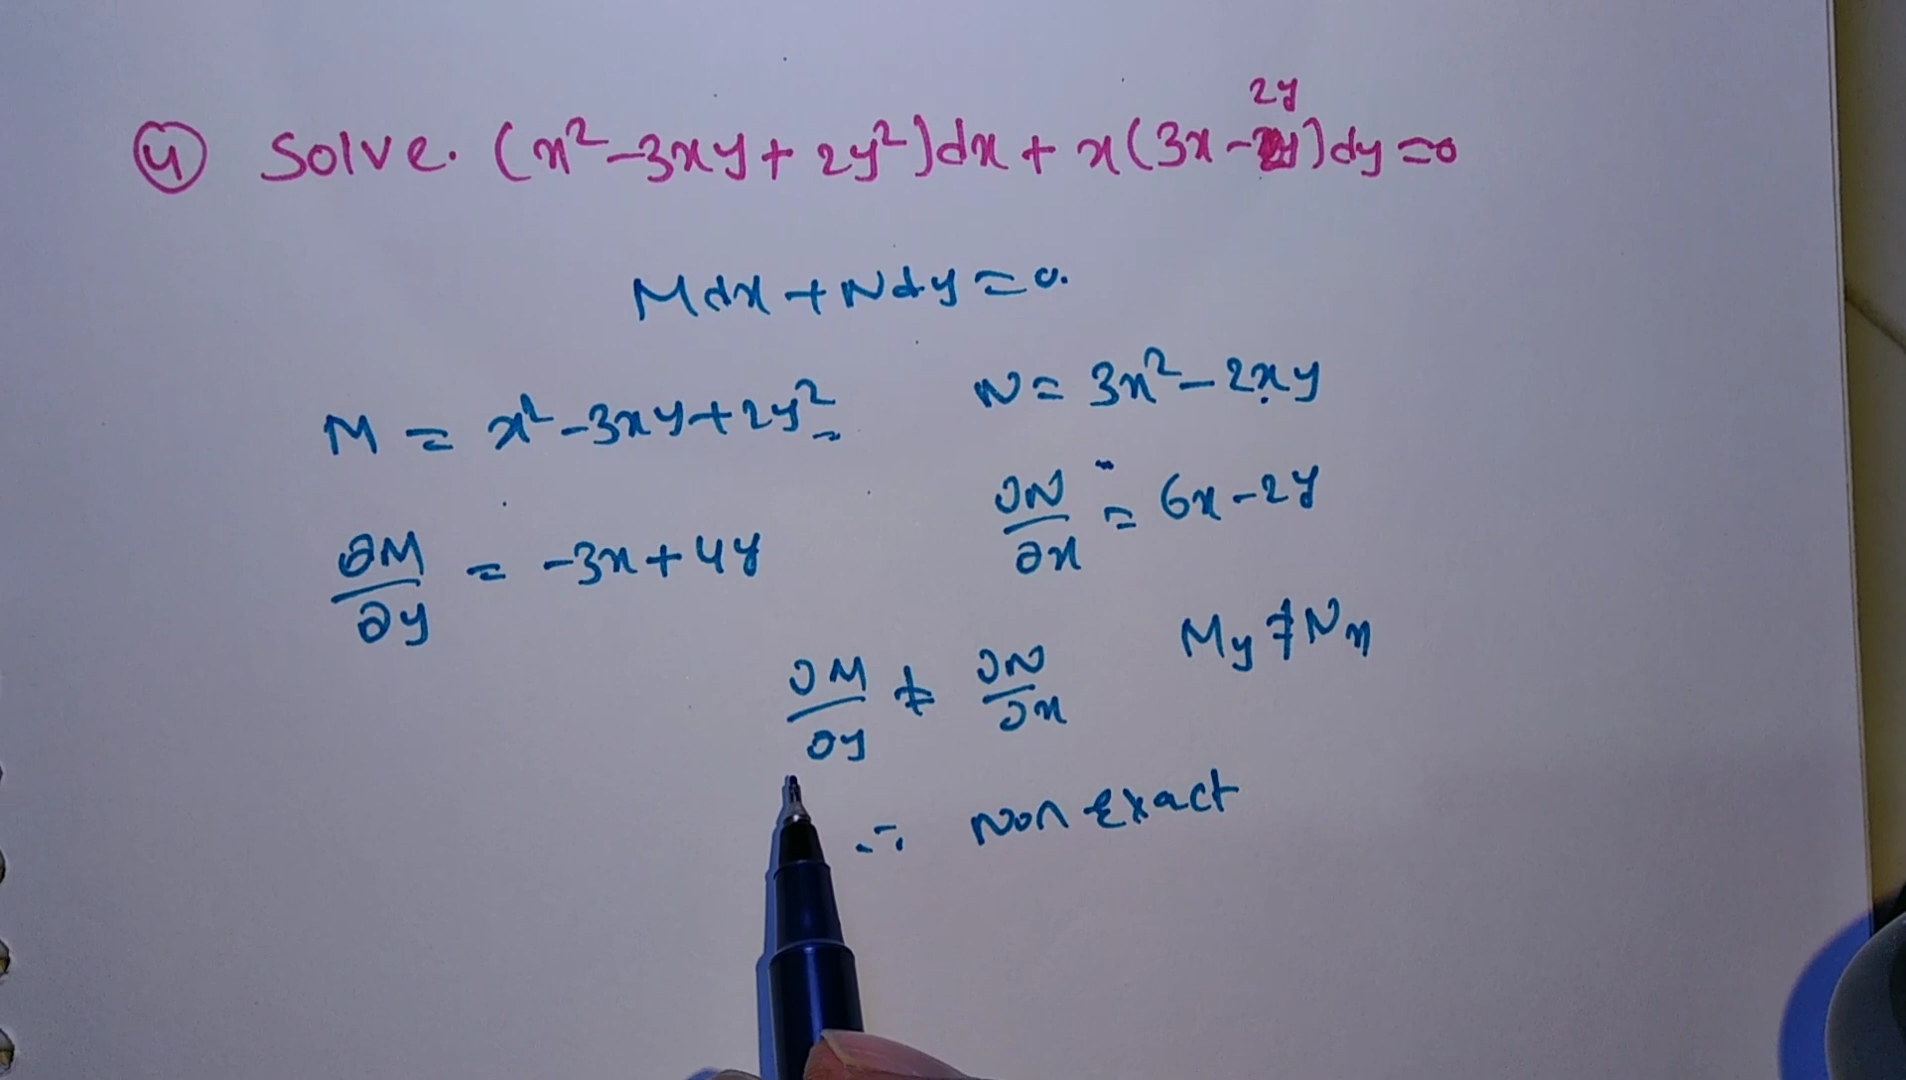 2y
(4) Solve. (x²-3xy+2y²)dx + x(3x-2y)dy=0
Mdx+Ndy=0.
M = x²-3xy+2y² N= 3x²-2xy
∂M/∂y = -3x+4y ∂N/∂x = 6x-2y
∂M/∂y ≠ ∂N/∂x My≠Nx
∴ Non exact